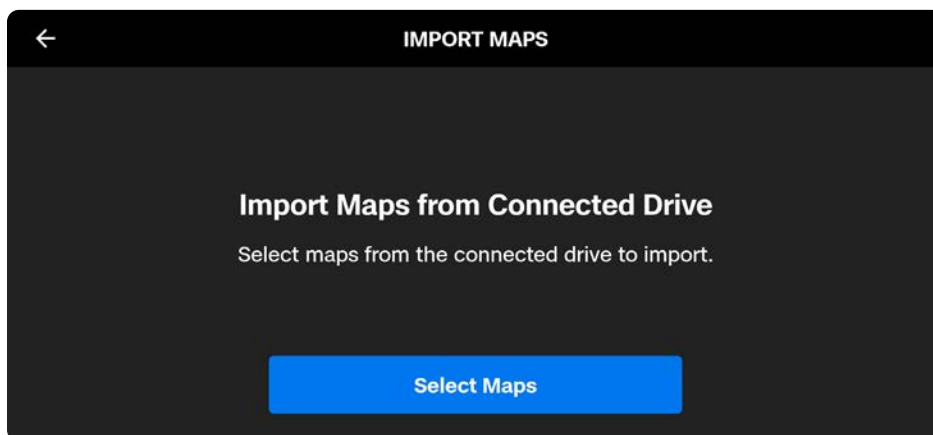 IMPORT MAPS
Import Maps from Connected Drive
Select maps from the connected drive to import.
Select Maps